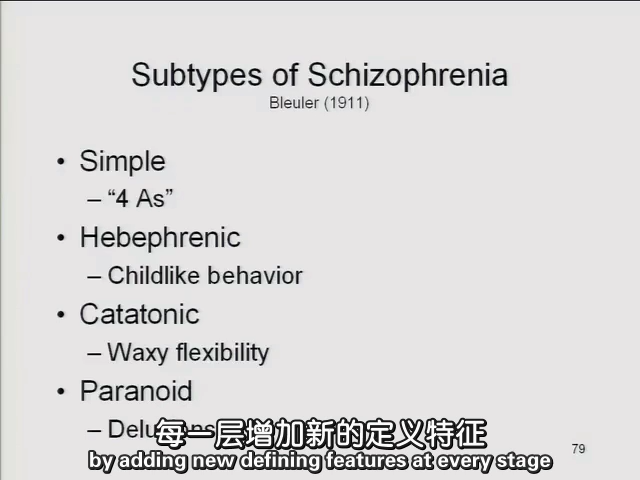 Subtypes of Schizophrenia
Bleuler (1911)
• Simple
– “4 As”
• Hebephrenic
– Childlike behavior
• Catatonic
– Waxy flexibility
• Paranoid
–
每一层增加新的定义特征
by adding new defining features at every stage
79